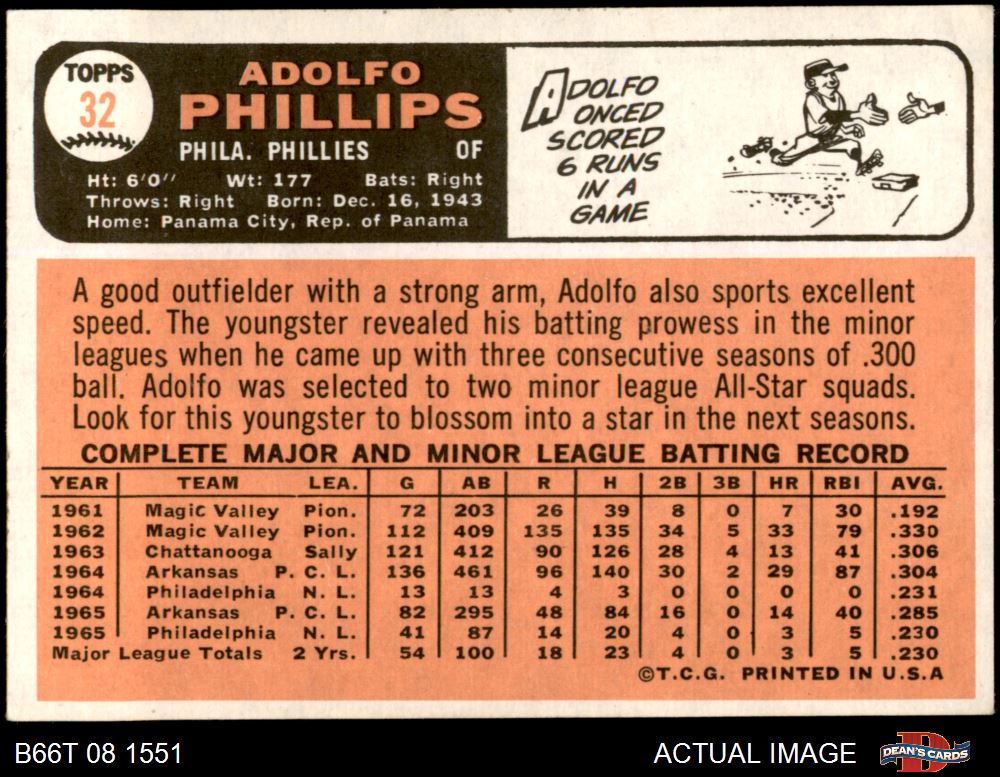 TOPPS
32
ADOLFO
PHILLIPS
PHILA. PHILLIES OF
Ht: 6'0" Wt: 177 Bats: Right
Throws: Right Born: Dec. 16, 1943
Home: Panama City, Rep. of Panama
ADOLFO
ONCED
SCORED
6 RUNS
IN A
GAME
A good outfielder with a strong arm, Adolfo also sports excellent
speed. The youngster revealed his batting prowess in the minor
leagues when he came up with three consecutive seasons of .300
ball. Adolfo was selected to two minor league All-Star squads.
Look for this youngster to blossom into a star in the next seasons.
COMPLETE MAJOR AND MINOR LEAGUE BATTING RECORD
YEAR TEAM LEA. G AB R H 2B 3B HR RBI AVG.
1961 Magic Valley Pion. 72 203 26 39 8 0 7 30 .192
1962 Magic Valley Pion. 112 409 135 135 34 5 33 79 .330
1963 Chattanooga Sally 121 412 90 126 28 4 13 41 .306
1964 Arkansas P. C. L. 136 461 96 140 30 2 29 87 .304
1964 Philadelphia N. L. 13 13 4 3 0 0 0 0 .231
1965 Arkansas P. C. L. 82 295 48 84 16 0 14 40 .285
1965 Philadelphia N. L. 41 87 14 20 4 0 3 5 .230
Major League Totals 2 Yrs. 54 100 18 23 4 0 3 5 .230
©T.C.G. PRINTED IN U.S.A
B66T 08 1551 ACTUAL IMAGE DEAN'S CARDS